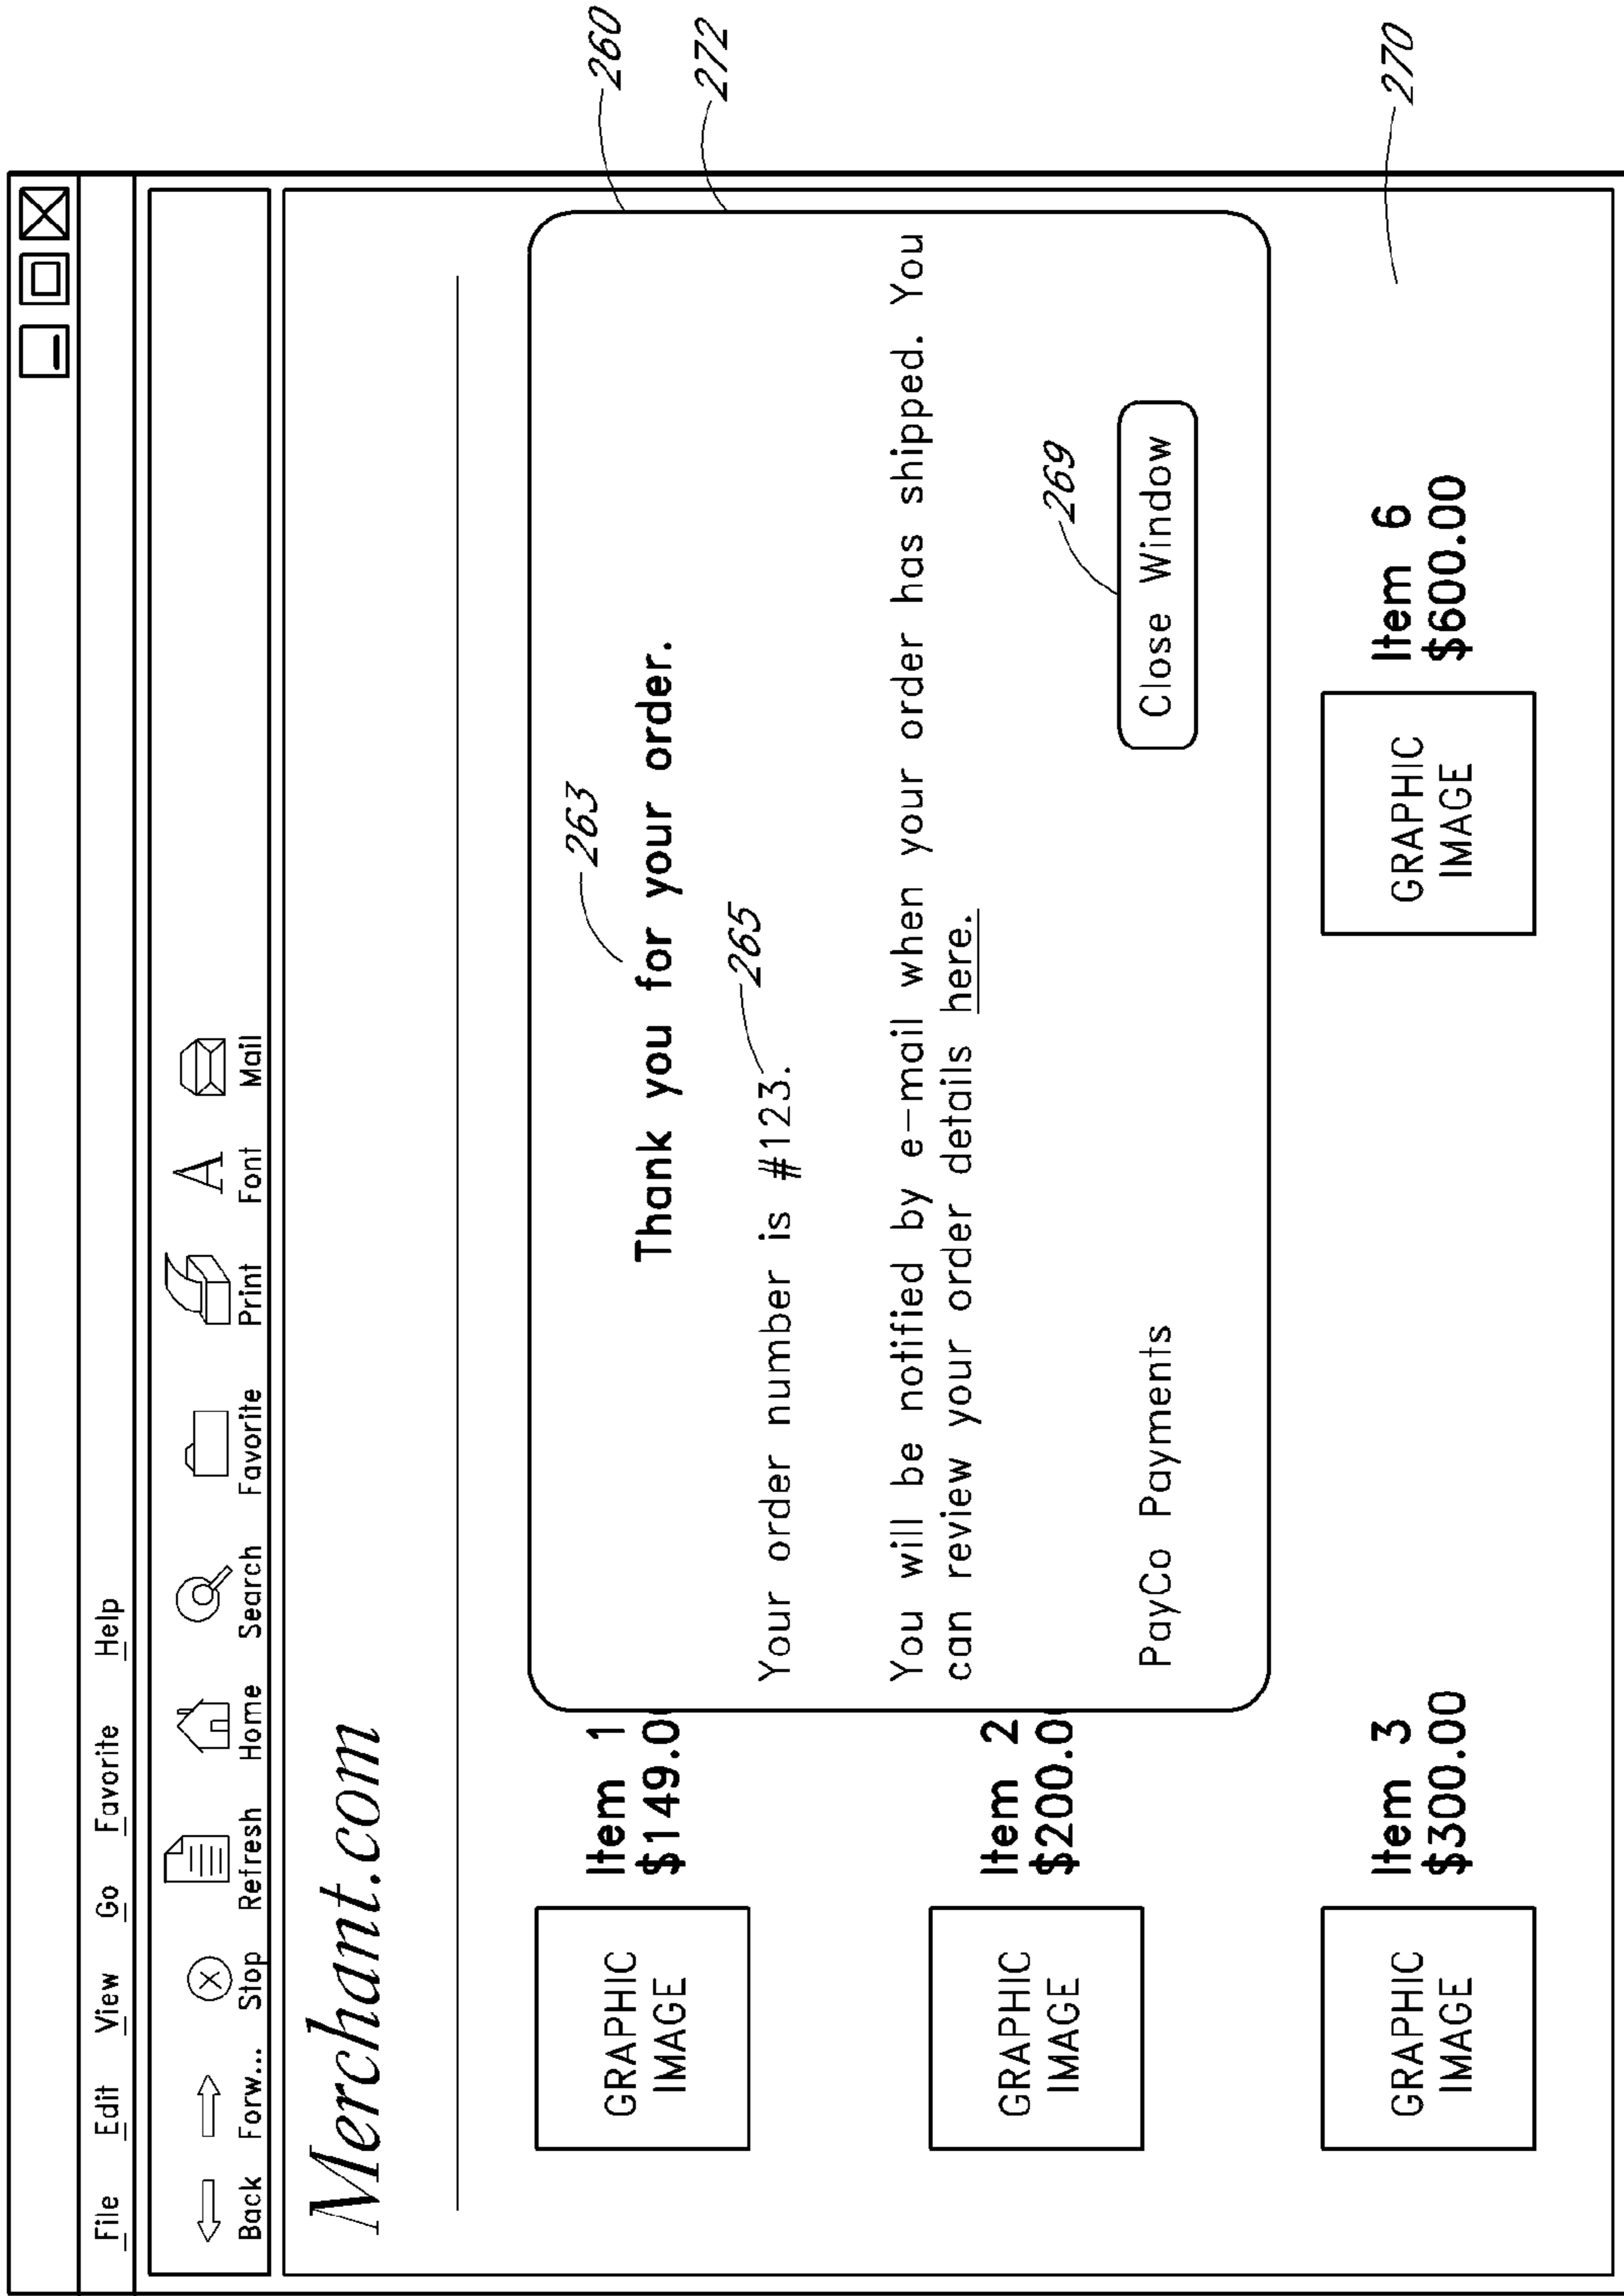 File Edit View Go Favorite Help
Back Forw... Stop Refresh Home Search Favorite Print Font Mail
Merchant.com
GRAPHIC
IMAGE
Item 1
$149.0
263
Thank you for your order.
265
Your order number is #123.
You will be notified by e-mail when your order has shipped. You
can review your order details here.
269
PayCo Payments
Close Window
260
272
GRAPHIC
IMAGE
Item 2
$200.0
GRAPHIC
IMAGE
Item 3
$300.00
GRAPHIC
IMAGE
Item 6
$600.00
270